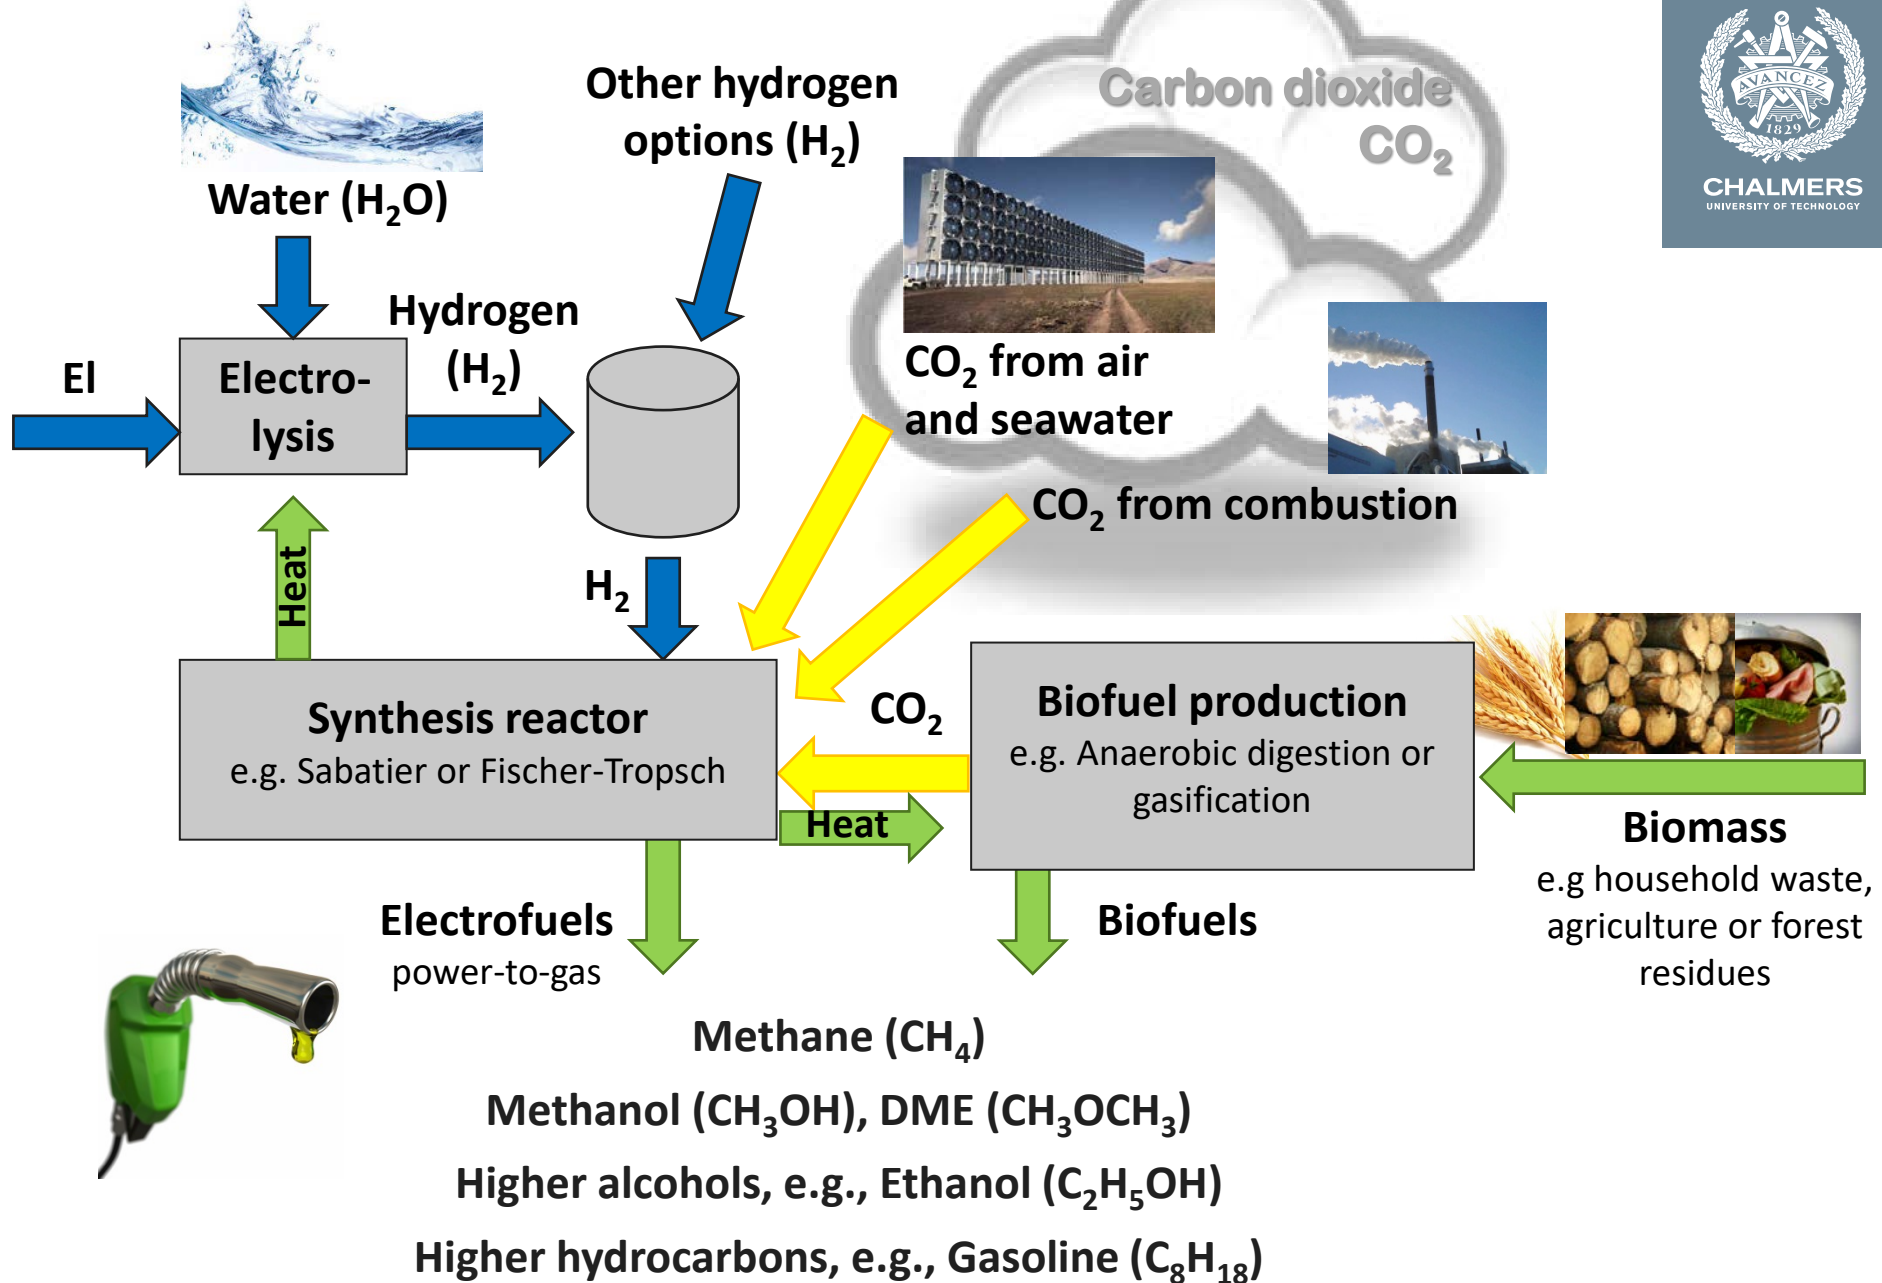 Water (H₂O)
Other hydrogen
options (H₂)
Carbon dioxide
CO₂
AVANCEZ
1829
CHALMERS
UNIVERSITY OF TECHNOLOGY
El
Electro-
lysis
Hydrogen
(H₂)
CO₂ from air
and seawater
CO₂ from combustion
Heat
H₂
Synthesis reactor
e.g. Sabatier or Fischer-Tropsch
CO₂
Heat
Biofuel production
e.g. Anaerobic digestion or
gasification
Biomass
e.g household waste,
agriculture or forest
residues
Electrofuels
power-to-gas
Biofuels
Methane (CH₄)
Methanol (CH₃OH), DME (CH₃OCH₃)
Higher alcohols, e.g., Ethanol (C₂H₅OH)
Higher hydrocarbons, e.g., Gasoline (C₈H₁₈)